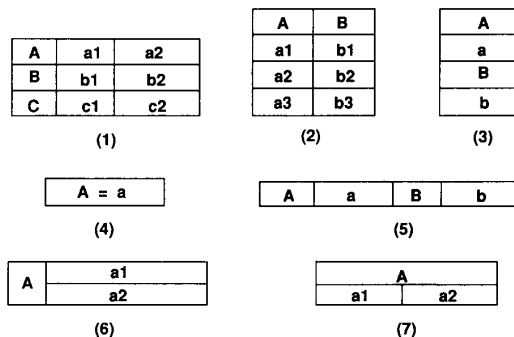 A a1 a2
B b1 b2
C c1 c2
(1)
A B
a1 b1
a2 b2
a3 b3
(2)
A
a
B
b
(3)
A = a
(4)
A a B b
(5)
A
a1
a2
(6)
A
a1 a2
(7)